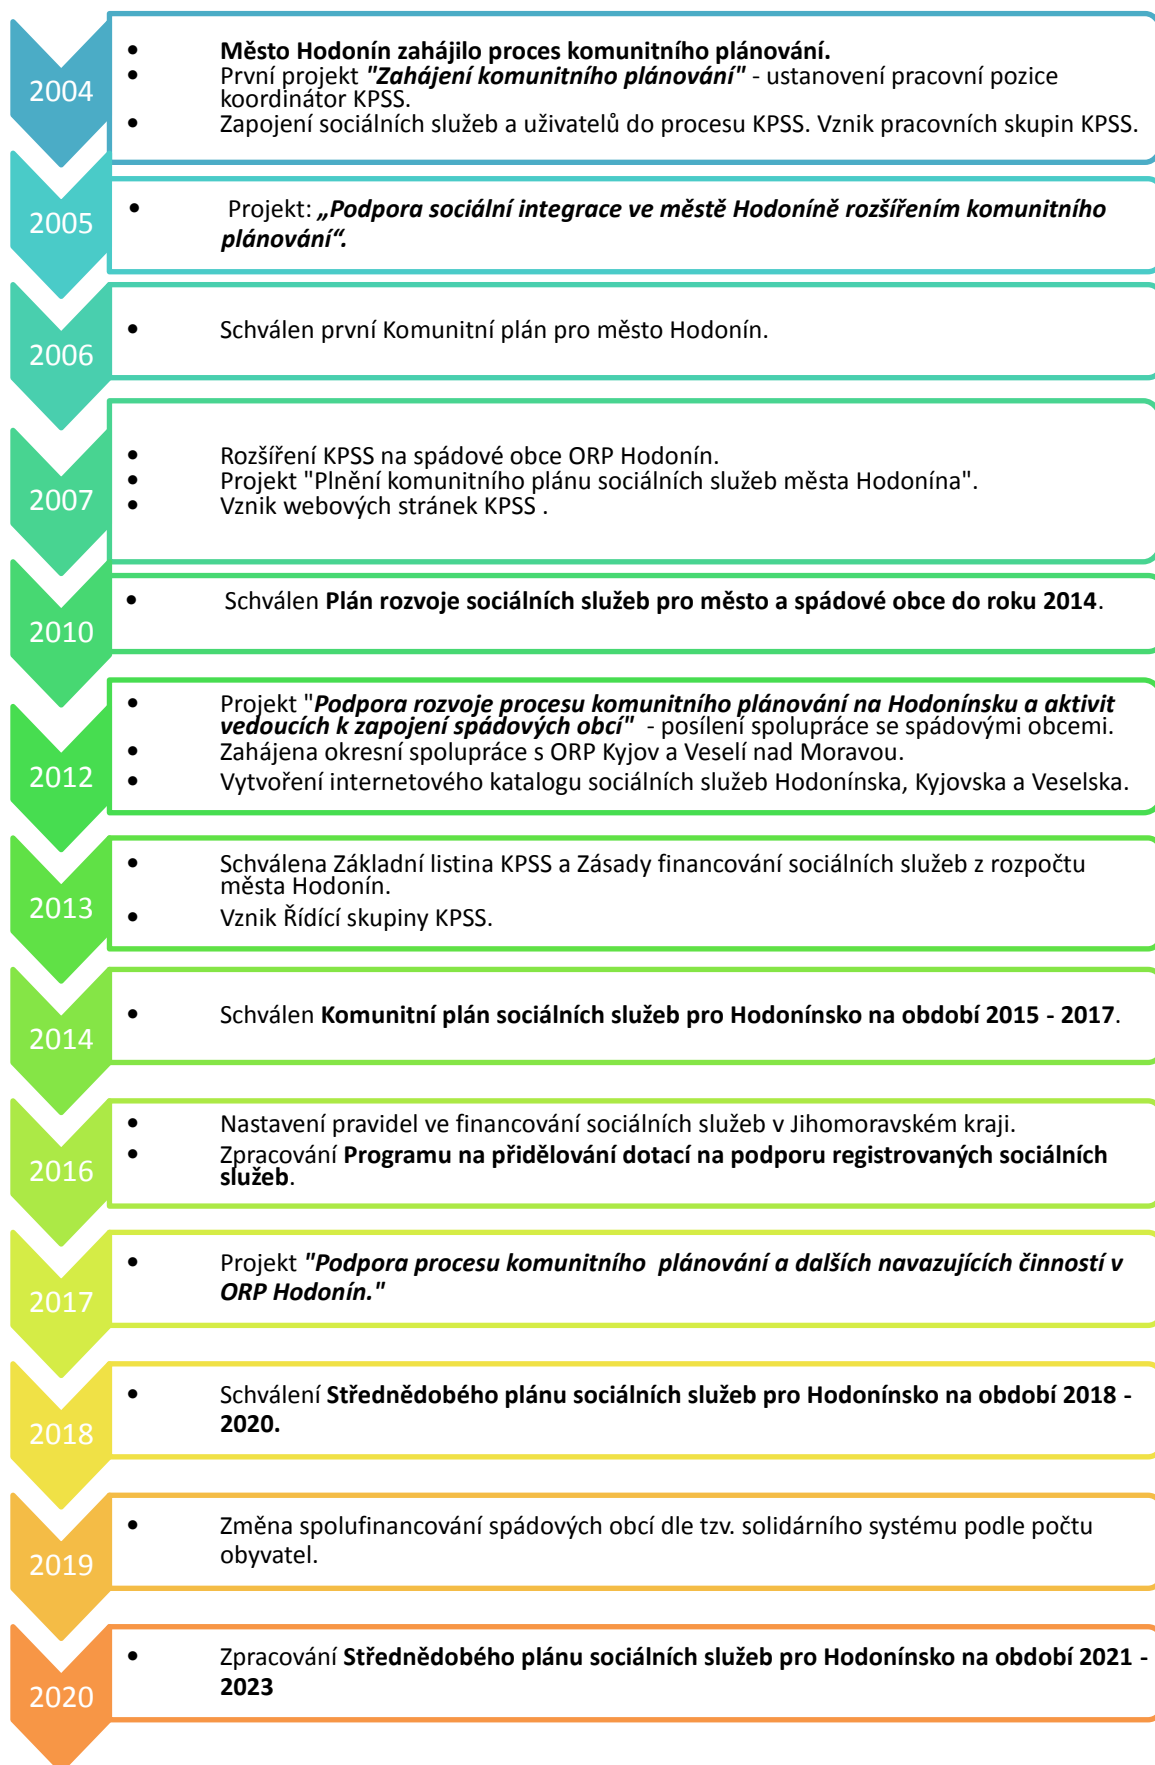 2004
• Město Hodonín zahájilo proces komunitního plánování.
• První projekt "Zahájení komunitního plánování" - ustanovení pracovní pozice
koordinátor KPSS.
• Zapojení sociálních služeb a uživatelů do procesu KPSS. Vznik pracovních skupin KPSS.
2005
• Projekt: „Podpora sociální integrace ve městě Hodoníně rozšířením komunitního
plánování“.
2006
• Schválen první Komunitní plán pro město Hodonín.
2007
• Rozšíření KPSS na spádové obce ORP Hodonín.
• Projekt "Plnění komunitního plánu sociálních služeb města Hodonína".
• Vznik webových stránek KPSS .
2010
• Schválen Plán rozvoje sociálních služeb pro město a spádové obce do roku 2014.
2012
• Projekt "Podpora rozvoje procesu komunitního plánování na Hodonínsku a aktivit
vedoucích k zapojení spádových obcí" - posílení spolupráce se spádovými obcemi.
• Zahájena okresní spolupráce s ORP Kyjov a Veselí nad Moravou.
• Vytvoření internetového katalogu sociálních služeb Hodonínska, Kyjovska a Veselska.
2013
• Schválena Základní listina KPSS a Zásady financování sociálních služeb z rozpočtu
města Hodonín.
• Vznik Řídící skupiny KPSS.
2014
• Schválen Komunitní plán sociálních služeb pro Hodonínsko na období 2015 - 2017.
2016
• Nastavení pravidel ve financování sociálních služeb v Jihomoravském kraji.
• Zpracování Programu na přidělování dotací na podporu registrovaných sociálních
služeb.
2017
• Projekt "Podpora procesu komunitního plánování a dalších navazujících činností v
ORP Hodonín."
2018
• Schválení Střednědobého plánu sociálních služeb pro Hodonínsko na období 2018 -
2020.
2019
• Změna spolufinancování spádových obcí dle tzv. solidárního systému podle počtu
obyvatel.
2020
• Zpracování Střednědobého plánu sociálních služeb pro Hodonínsko na období 2021 -
2023